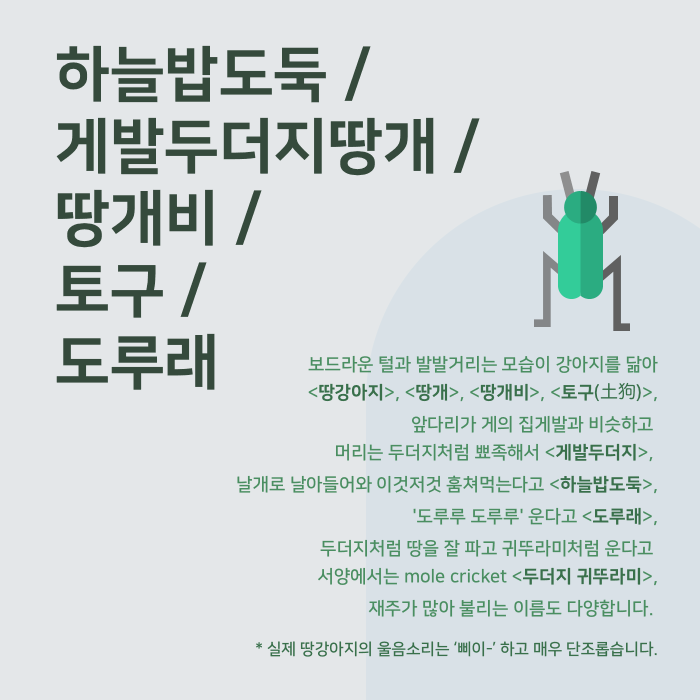 하늘밥도둑 /
게발두더지땅개 /
땅개비 /
토구 /
도루래
보드라운 털과 발발거리는 모습이 강아지를 닮아
<땅강아지>, <땅개>, <땅개비>, <토구(土狗)>,
앞다리가 게의 집게발과 비슷하고
머리는 두더지처럼 뾰족해서 <게발두더지>,
날개로 날아들어와 이것저것 훔쳐먹는다고 <하늘밥도둑>,
'도루루 도루루' 운다고 <도루래>,
두더지처럼 땅을 잘 파고 귀뚜라미처럼 운다고
서양에서는 mole cricket <두더지 귀뚜라미>,
재주가 많아 불리는 이름도 다양합니다.
* 실제 땅강아지의 울음소리는 ‘삐이-’ 하고 매우 단조롭습니다.